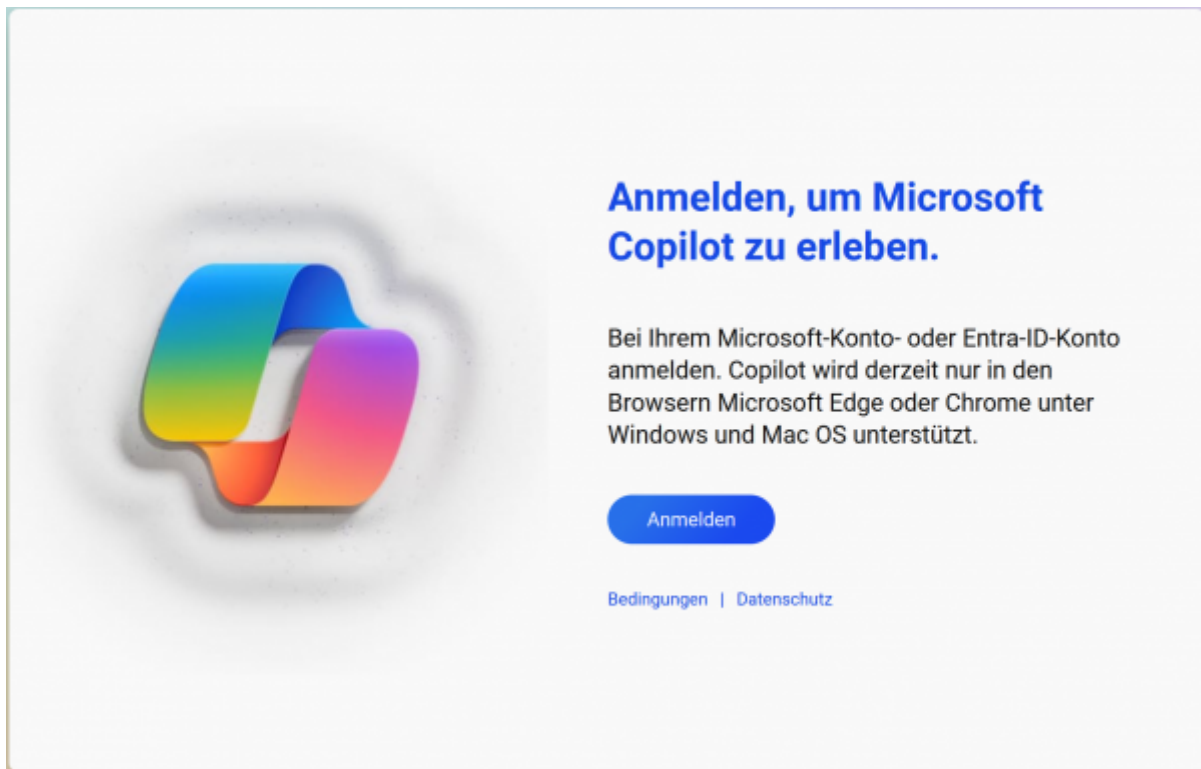 Anmelden, um Microsoft
Copilot zu erleben.
Bei Ihrem Microsoft-Konto- oder Entra-ID-Konto
anmelden. Copilot wird derzeit nur in den
Browsern Microsoft Edge oder Chrome unter
Windows und Mac OS unterstützt.
Anmelden
Bedingungen | Datenschutz